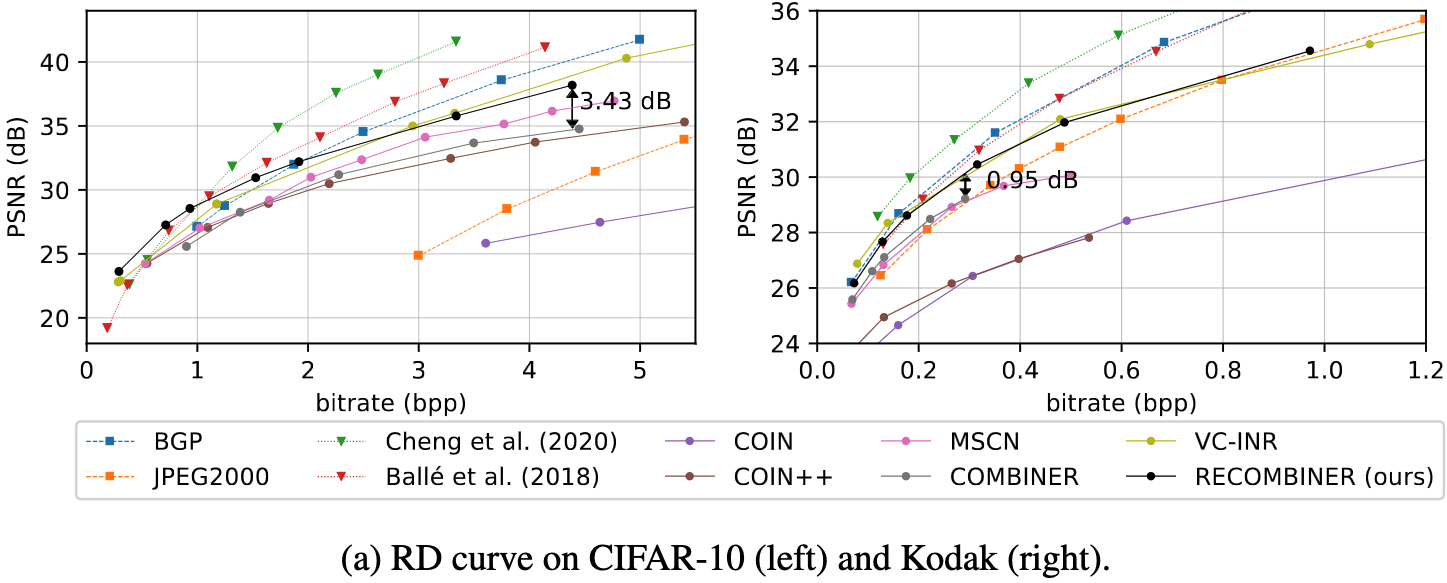 40
35
30
25
20
PSNR (dB)
3.43 dB
0 1 2 3 4 5
bitrate (bpp)
36
34
32
30
28
26
24
PSNR (dB)
0.95 dB
0.0 0.2 0.4 0.6 0.8 1.0 1.2
bitrate (bpp)
BGP Cheng et al. (2020) COIN MSCN VC-INR
JPEG2000 Ballé et al. (2018) COIN++ COMBINER RECOMBINER (ours)
(a) RD curve on CIFAR-10 (left) and Kodak (right).